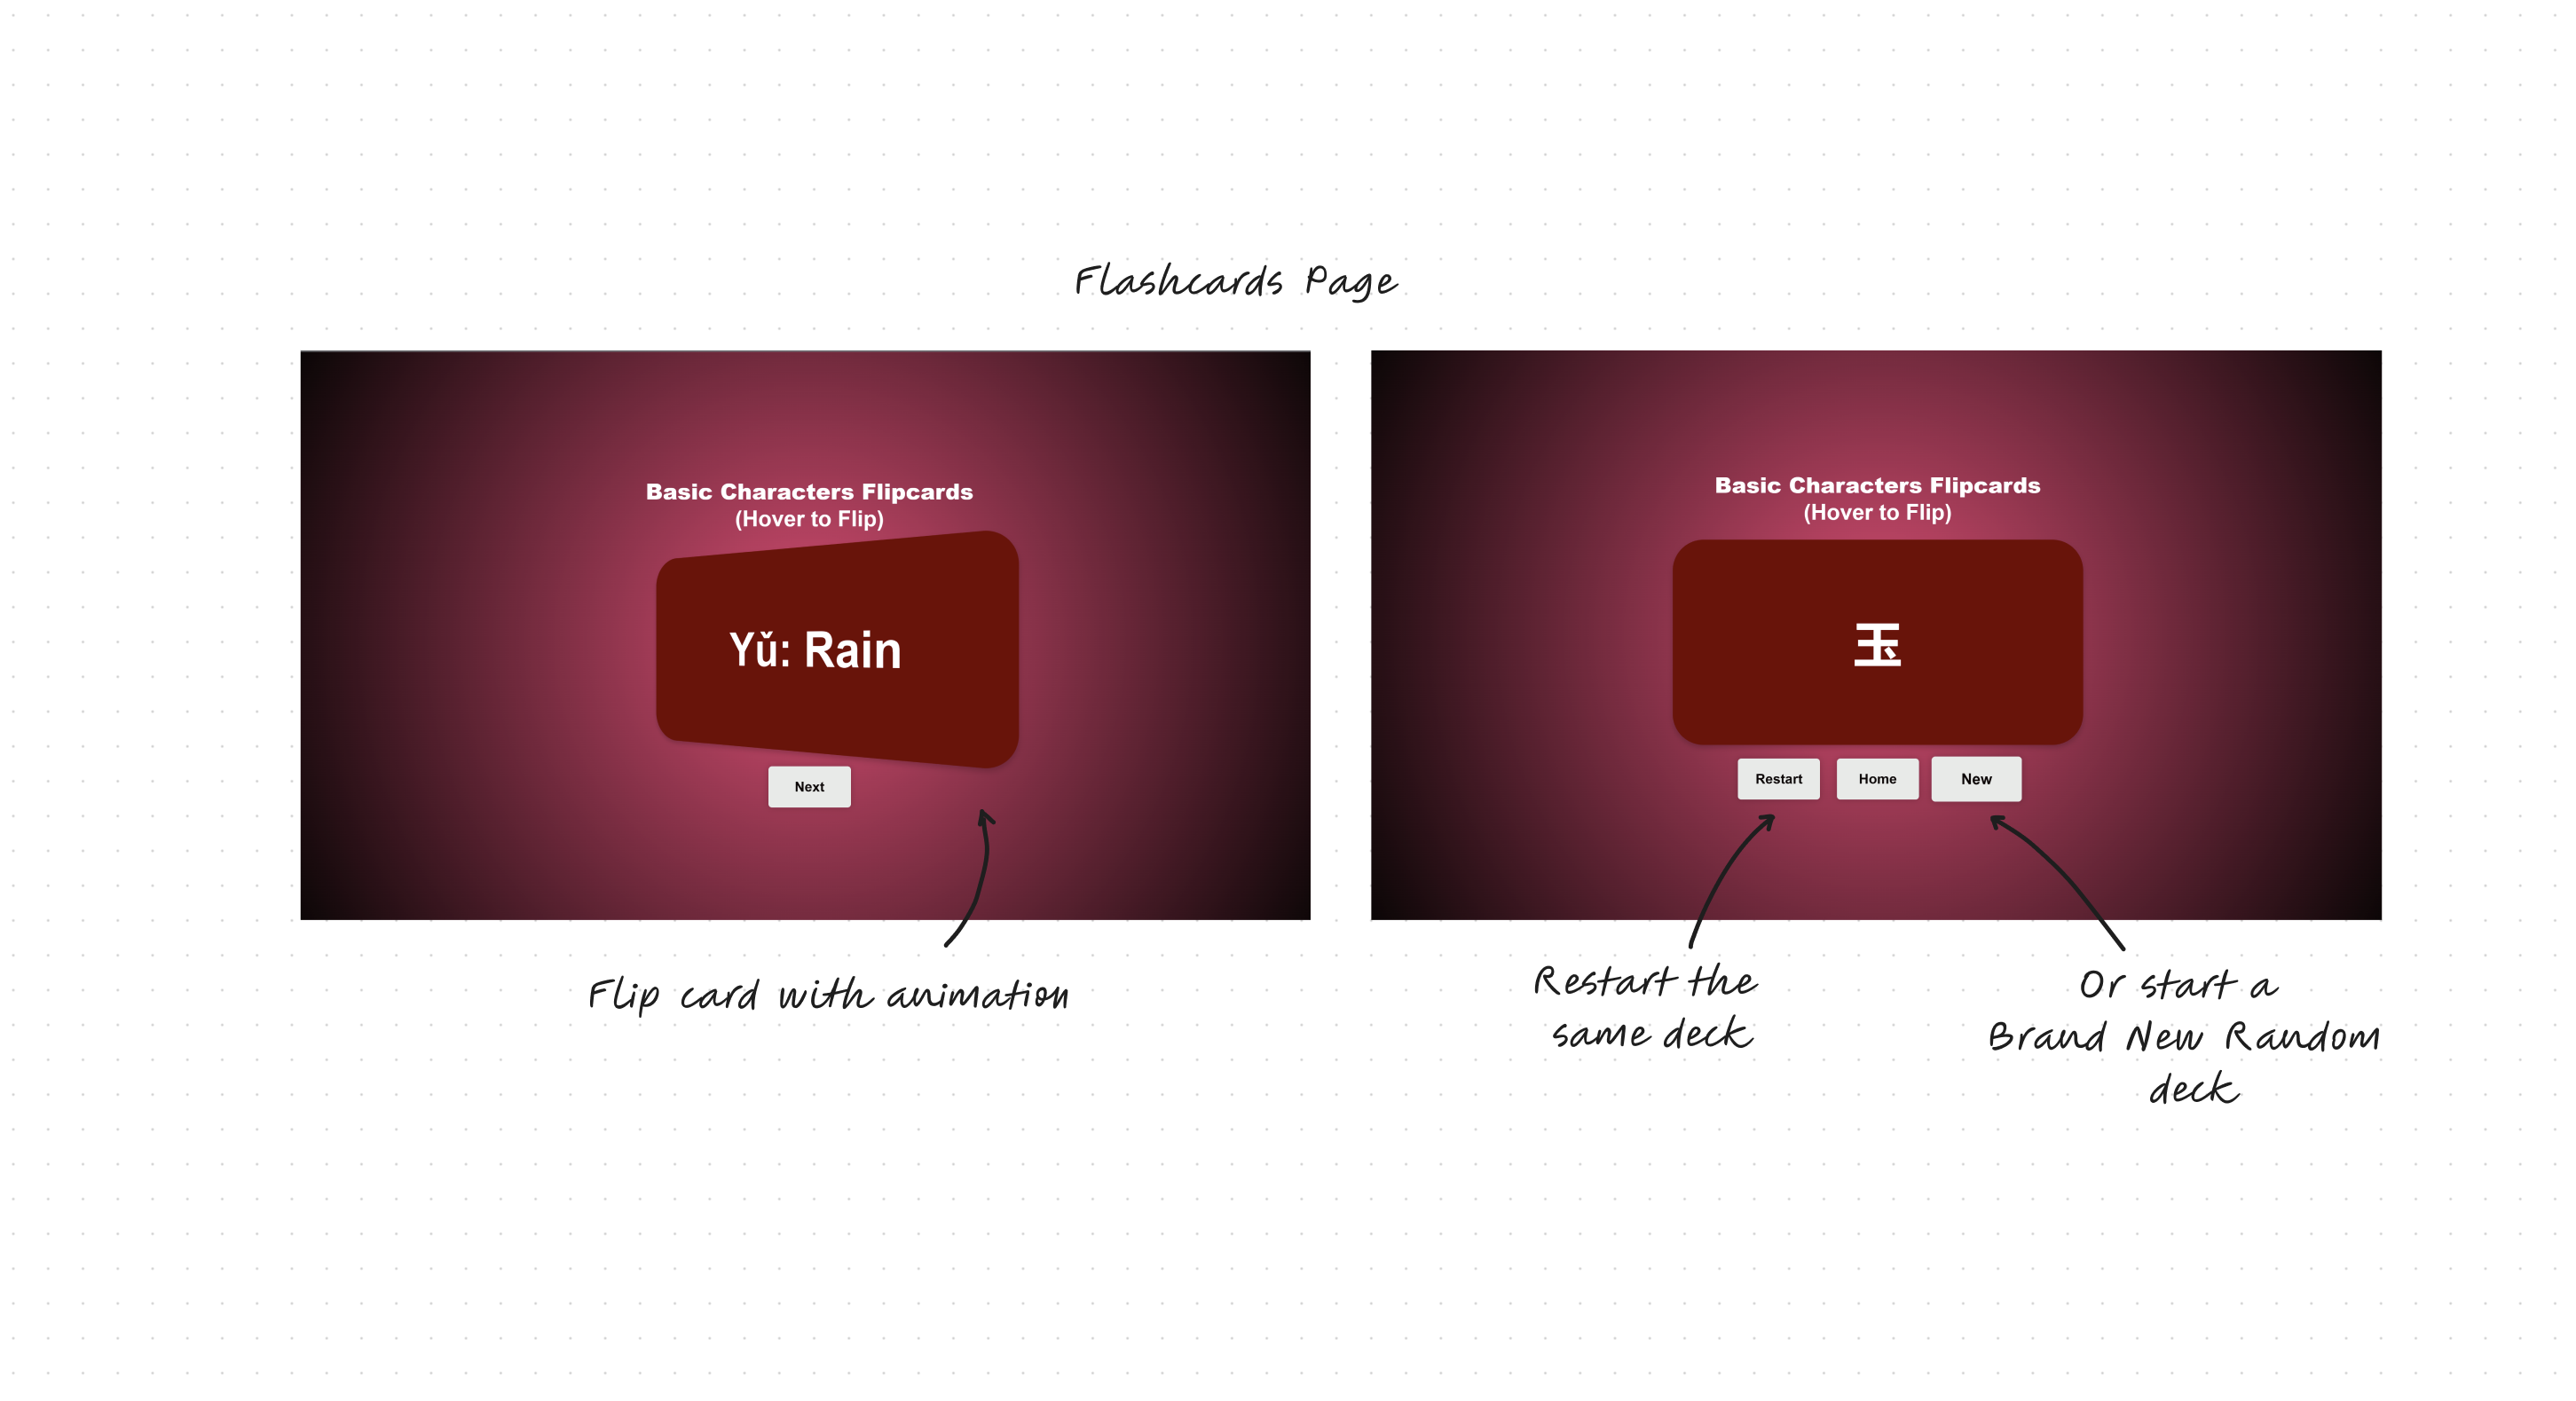 Flashcards Page
Basic Characters Flipcards
(Hover to Flip)
Yǔ: Rain
Next
Flip card with animation
Basic Characters Flipcards
(Hover to Flip)
玉
Restart Home New
Restart the
same deck
Or start a
Brand New Random
deck